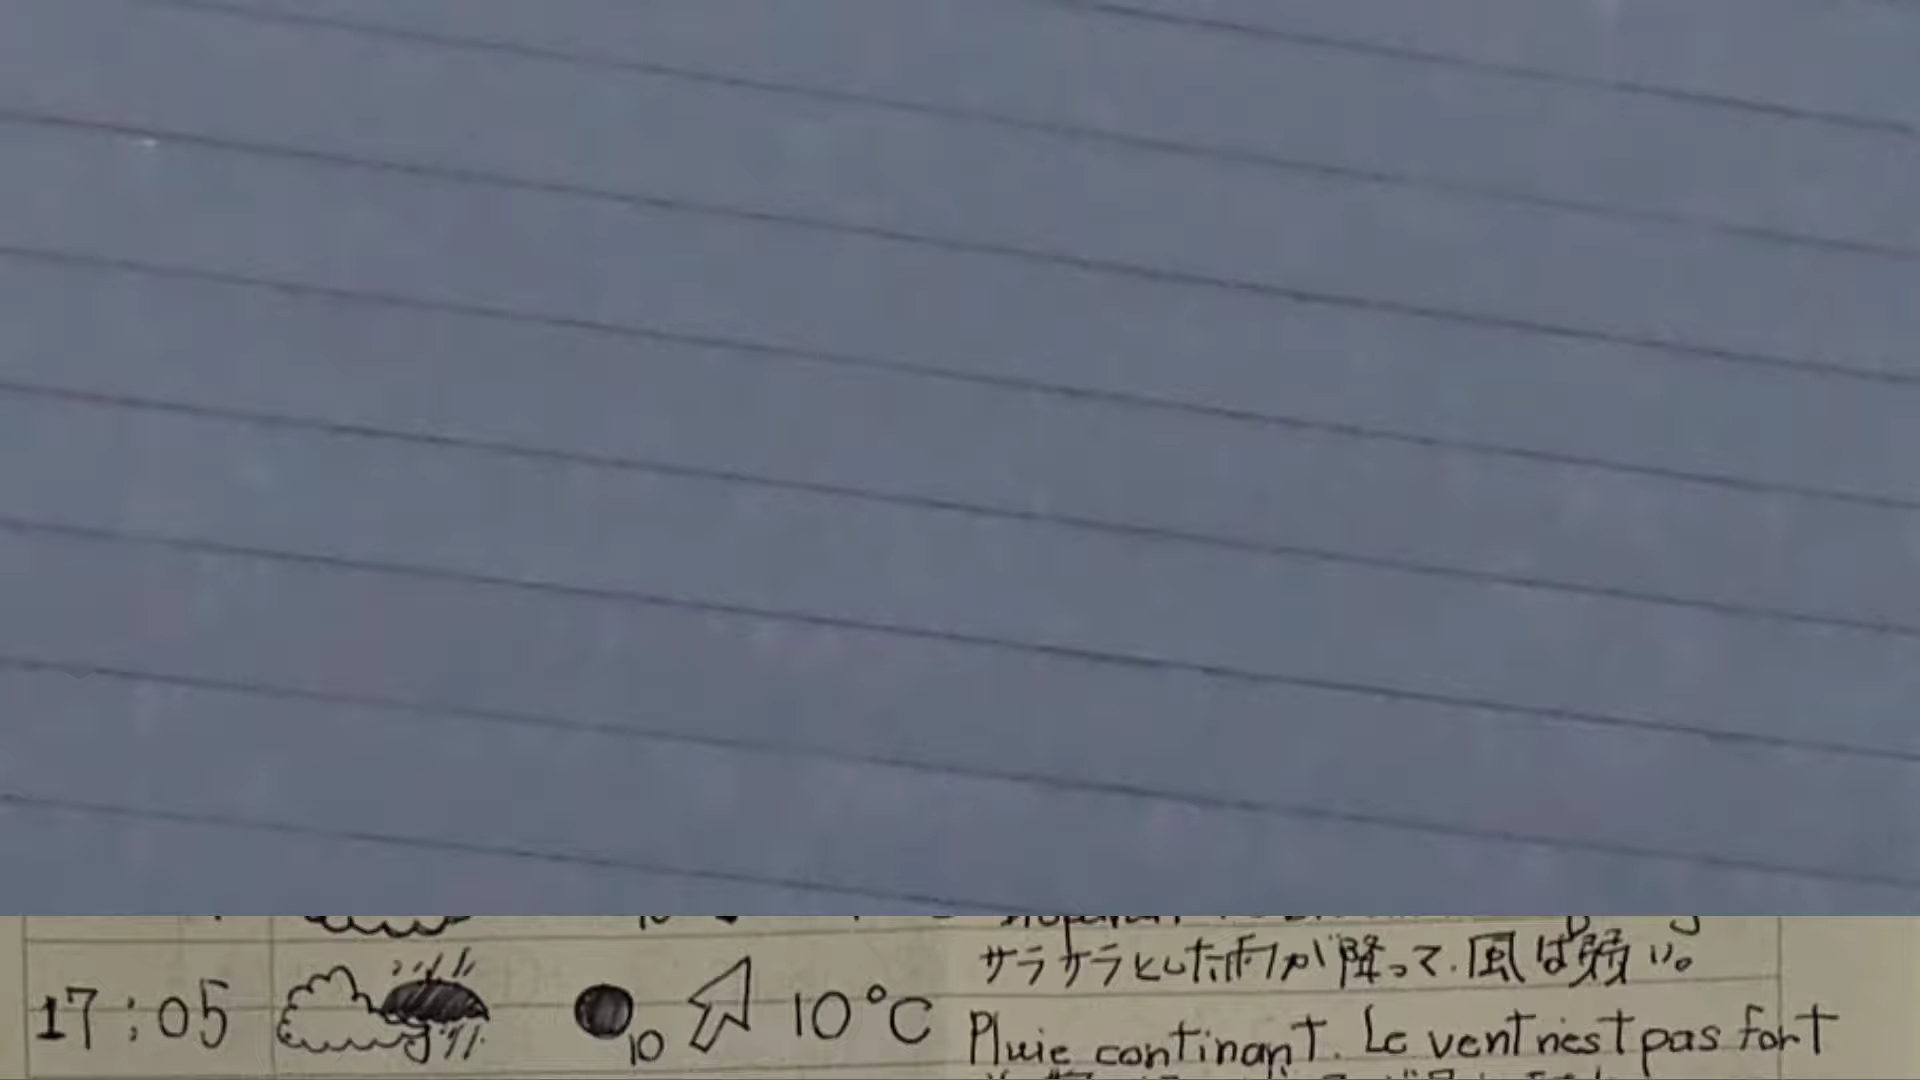 サラサラとした雨が降って、風は弱い。
17:05 10 10°C Pluie continant. Le vent n'est pas fort